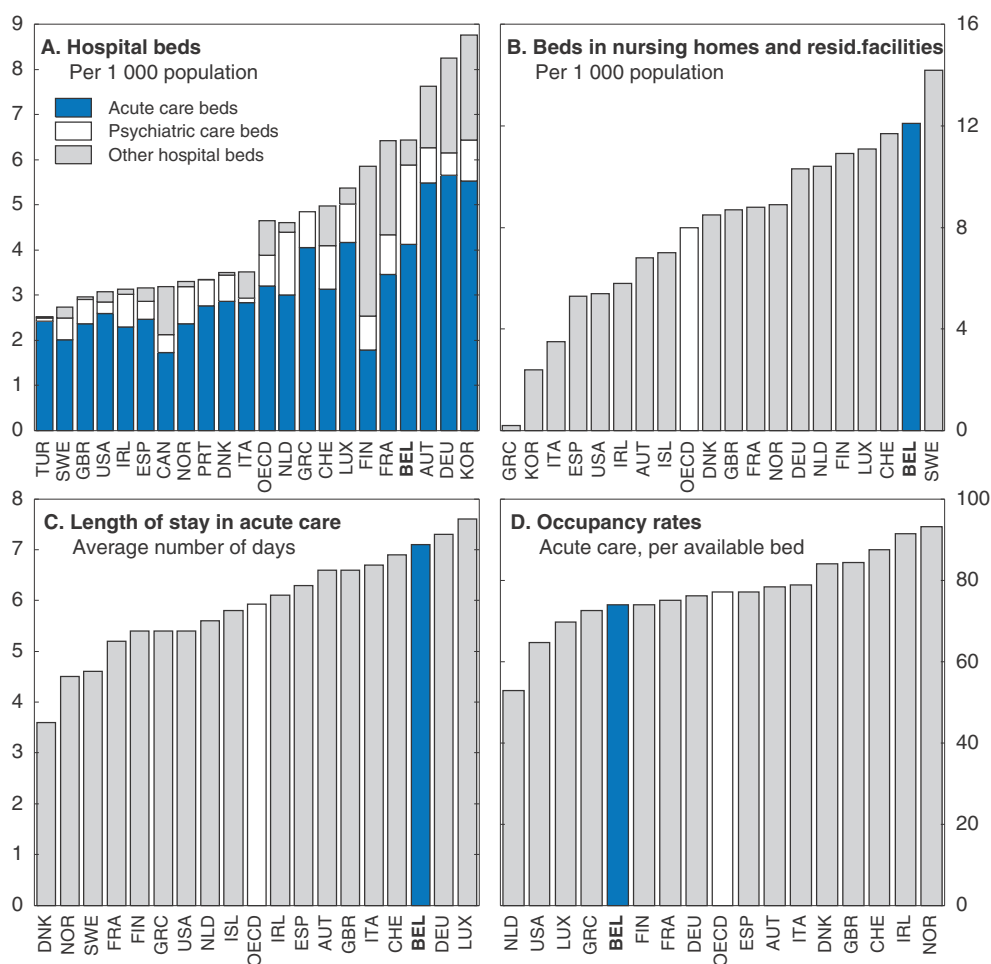 A. Hospital beds
Per 1 000 population
Acute care beds
Psychiatric care beds
Other hospital beds
9
8
7
6
5
4
3
2
1
0
TUR SWE GBR USA IRL ESP CAN NOR PRT DNK ITA OECD NLD GRC CHE LUX FIN FRA BEL AUT DEU KOR
B. Beds in nursing homes and resid.facilities
Per 1 000 population
16
12
8
4
0
GRC KOR ITA ESP USA IRL AUT ISL OECD DNK GBR FRA NOR DEU NLD FIN LUX CHE BEL SWE
C. Length of stay in acute care
Average number of days
8
7
6
5
4
3
2
1
0
DNK NOR SWE FRA FIN GRC USA NLD ISL OECD IRL ESP AUT GBR ITA CHE BEL DEU LUX
D. Occupancy rates
Acute care, per available bed
100
80
60
40
20
0
NLD USA LUX GRC BEL FIN FRA DEU OECD ESP AUT ITA DNK GBR CHE IRL NOR